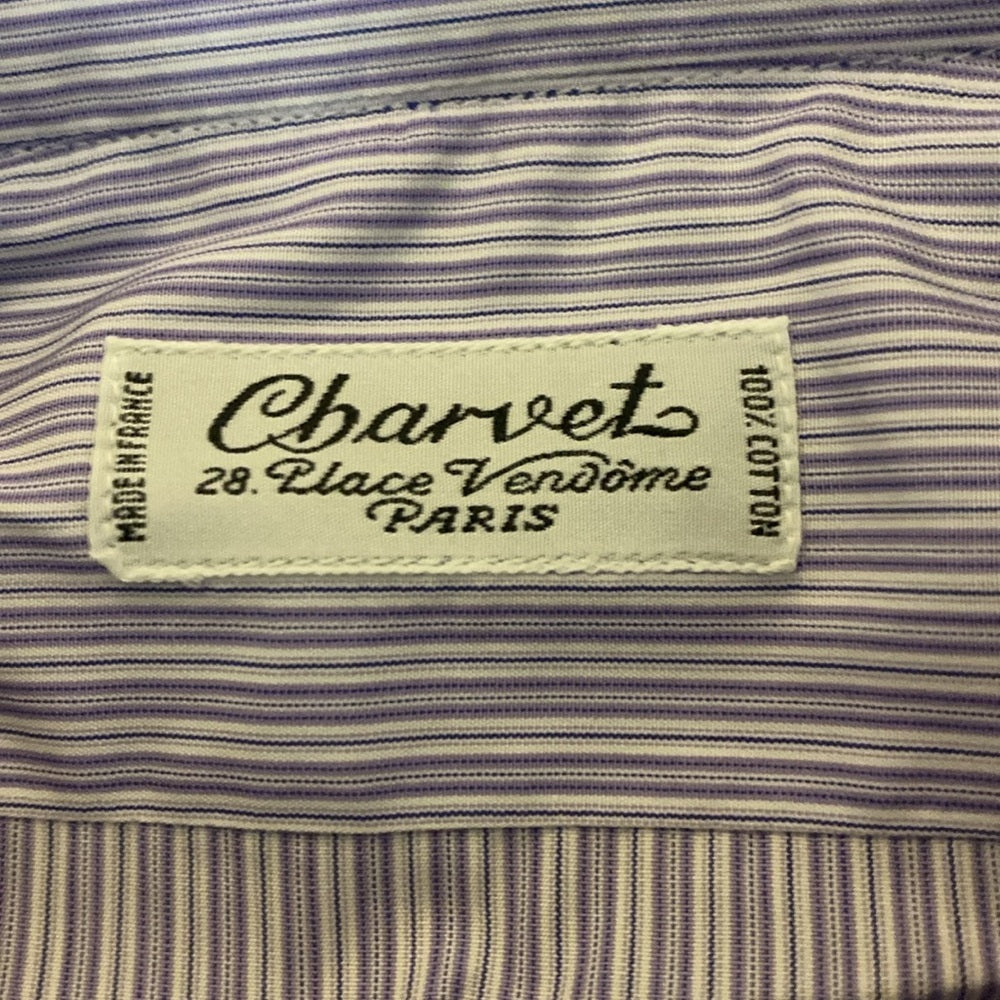 MADE IN FRANCE
Charvet
28. Place Vendôme
PARIS
100% COTTON